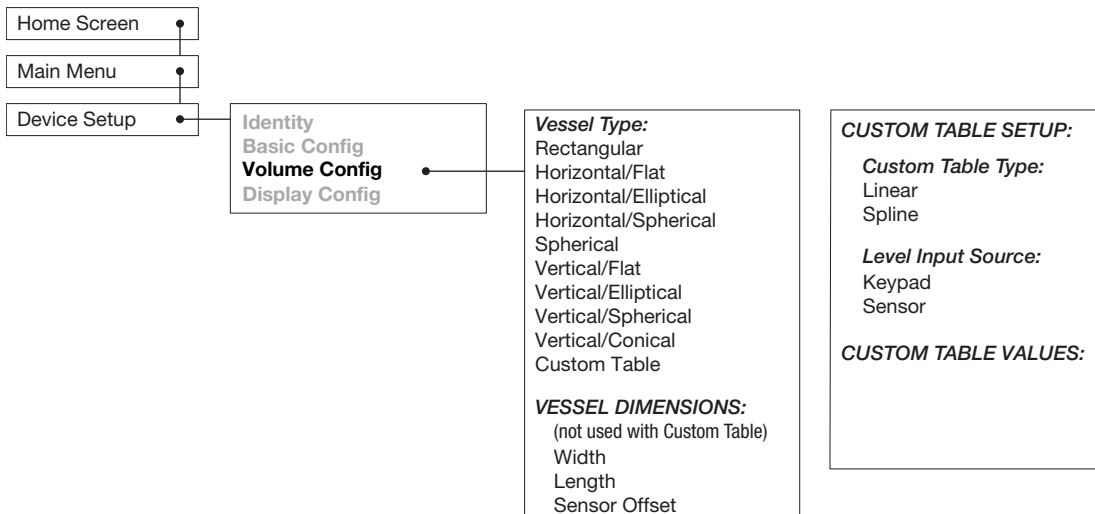 Home Screen
Main Menu
Device Setup
Identity
Basic Config
Volume Config
Display Config
Vessel Type:
Rectangular
Horizontal/Flat
Horizontal/Elliptical
Horizontal/Spherical
Spherical
Vertical/Flat
Vertical/Elliptical
Vertical/Spherical
Vertical/Conical
Custom Table
VESSEL DIMENSIONS:
(not used with Custom Table)
Width
Length
Sensor Offset
CUSTOM TABLE SETUP:
Custom Table Type:
Linear
Spline
Level Input Source:
Keypad
Sensor
CUSTOM TABLE VALUES: